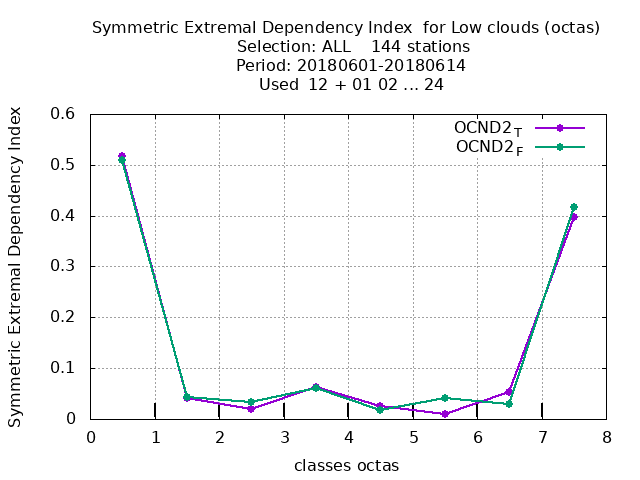 Symmetric Extremal Dependency Index  for Low clouds (octas)
Selection: ALL    144 stations
Period: 20180601-20180614
Used  12 + 01 02 ... 24
Symmetric Extremal Dependency Index
0.6
0.5
0.4
0.3
0.2
0.1
0
OCND2_T
OCND2_F
0 1 2 3 4 5 6 7 8
classes octas